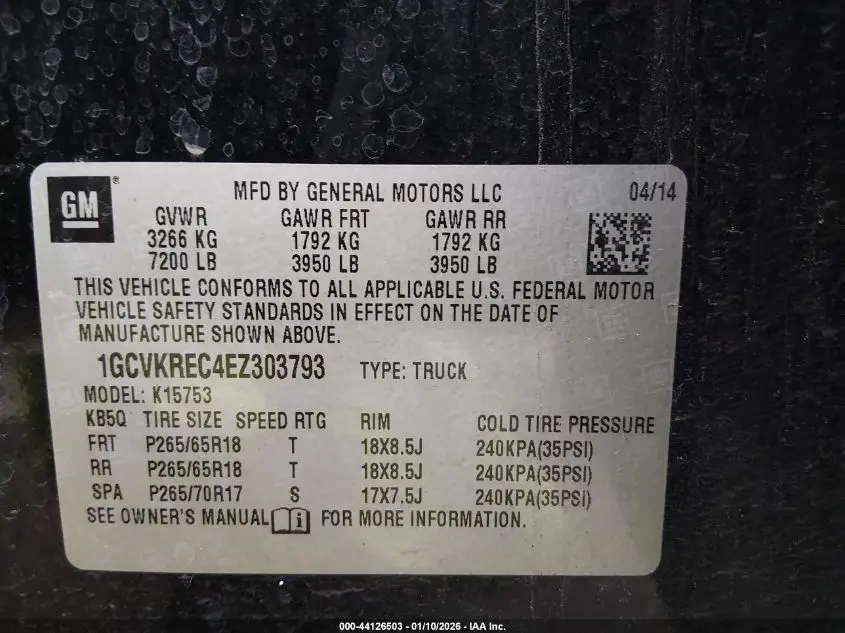 GM ®
MFD BY GENERAL MOTORS LLC 04/14
GVWR GAWR FRT GAWR RR
3266 KG 1792 KG 1792 KG
7200 LB 3950 LB 3950 LB
THIS VEHICLE CONFORMS TO ALL APPLICABLE U.S. FEDERAL MOTOR
VEHICLE SAFETY STANDARDS IN EFFECT ON THE DATE OF
MANUFACTURE SHOWN ABOVE.
1GCVKREC4EZ303793 TYPE: TRUCK
MODEL: K15753
KB5Q TIRE SIZE SPEED RTG RIM COLD TIRE PRESSURE
FRT P265/65R18 T 18X8.5J 240KPA(35PSI)
RR P265/65R18 T 18X8.5J 240KPA(35PSI)
SPA P265/70R17 S 17X7.5J 240KPA(35PSI)
SEE OWNER'S MANUAL i FOR MORE INFORMATION.
000-44126503 — 01/10/2026 — IAA Inc.